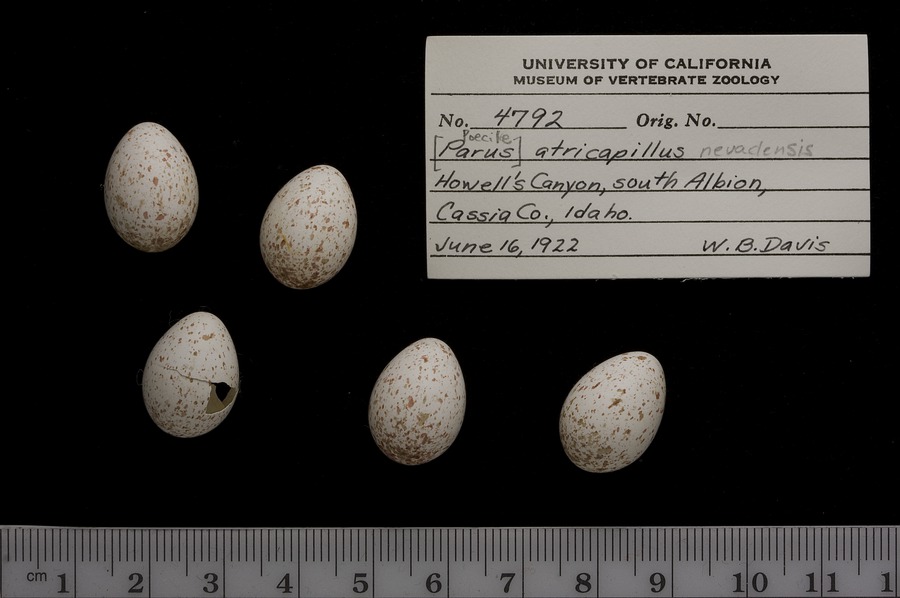 UNIVERSITY OF CALIFORNIA
MUSEUM OF VERTEBRATE ZOOLOGY
No. 4792 Orig. No.
Poecile
[Parus] atricapillus nevadensis
Howell's Canyon, south Albion,
Cassia Co., Idaho.
June 16, 1922 W. B. Davis
cm 1 2 3 4 5 6 7 8 9 10 11 1